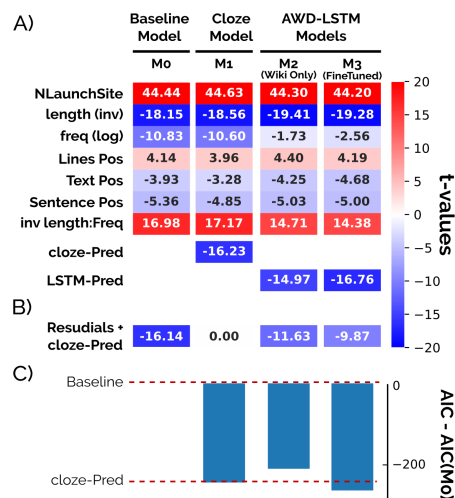 A)
Baseline Model
Cloze Model
AWD-LSTM Models
M0 M1 M2 (Wiki Only) M3 (FineTuned)
NLaunchSite 44.44 44.63 44.30 44.20
length (inv) -18.15 -18.56 -19.41 -19.28
freq (log) -10.83 -10.60 -1.73 -2.56
Lines Pos 4.14 3.96 4.40 4.19
Text Pos -3.93 -3.28 -4.25 -4.68
Sentence Pos -5.36 -4.85 -5.03 -5.00
inv length:Freq 16.98 17.17 14.71 14.38
cloze-Pred -16.23
LSTM-Pred -14.97 -16.76
20
15
10
5
0
−5
−10
−15
−20
t-values
B)
Resudials + cloze-Pred -16.14 0.00 -11.63 -9.87
C)
Baseline
cloze-Pred
0
−200
AIC - AIC(Mo)